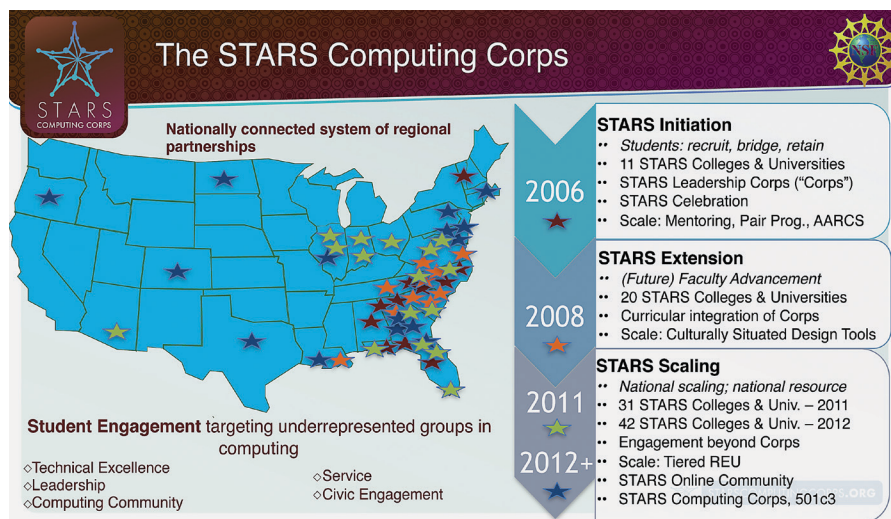 The STARS Computing Corps
STARS
COMPUTING CORPS
Nationally connected system of regional
partnerships
Student Engagement targeting underrepresented groups in
computing
◇Technical Excellence
◇Leadership
◇Computing Community
◇Service
◇Civic Engagement
2006
STARS Initiation
•• Students: recruit, bridge, retain
•• 11 STARS Colleges & Universities
•• STARS Leadership Corps ("Corps")
•• STARS Celebration
•• Scale: Mentoring, Pair Prog., AARCS
2008
STARS Extension
•• (Future) Faculty Advancement
•• 20 STARS Colleges & Universities
•• Curricular integration of Corps
•• Scale: Culturally Situated Design Tools
2011
2012+
STARS Scaling
•• National scaling; national resource
•• 31 STARS Colleges & Univ. – 2011
•• 42 STARS Colleges & Univ. – 2012
•• Engagement beyond Corps
•• Scale: Tiered REU
•• STARS Online Community
•• STARS Computing Corps, 501c3